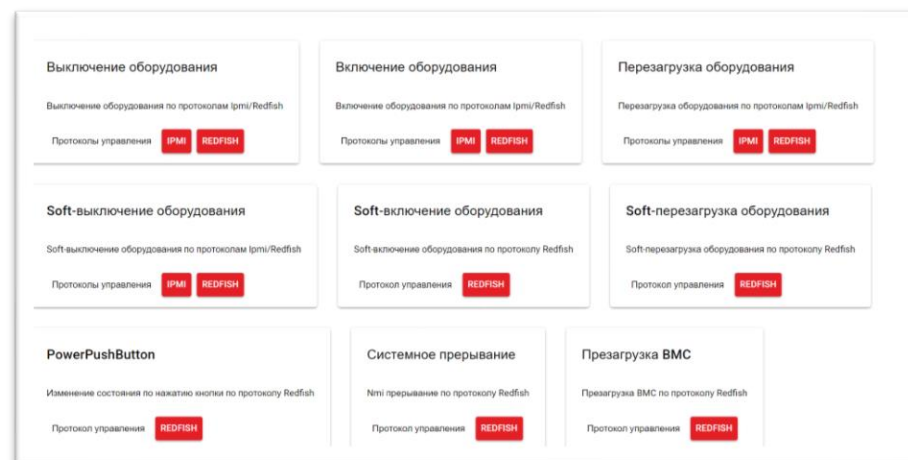 Выключение оборудования
Выключение оборудования по протоколам Ipmi/Redfish
Протоколы управления IPMI REDFISH
Включение оборудования
Включение оборудования по протоколам Ipmi/Redfish
Протоколы управления IPMI REDFISH
Перезагрузка оборудования
Перезагрузка оборудования по протоколам Ipmi/Redfish
Протоколы управления IPMI REDFISH
Soft-выключение оборудования
Soft-выключение оборудования по протоколам Ipmi/Redfish
Протоколы управления IPMI REDFISH
Soft-включение оборудования
Soft-включение оборудования по протоколу Redfish
Протокол управления REDFISH
Soft-перезагрузка оборудования
Soft-перезагрузка оборудования по протоколу Redfish
Протокол управления REDFISH
PowerPushButton
Изменение состояния по нажатию кнопки по протоколу Redfish
Протокол управления REDFISH
Системное прерывание
Nmi прерывание по протоколу Redfish
Протокол управления REDFISH
Презагрузка BMC
Презагрузка BMC по протоколу Redfish
Протокол управления REDFISH